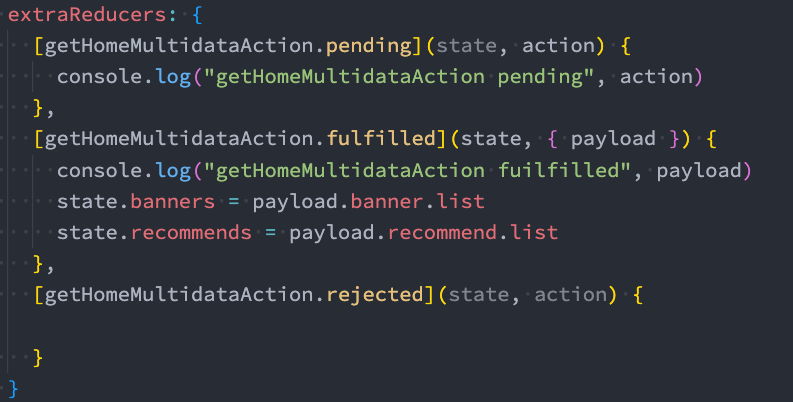 extraReducers: {
[getHomeMultidataAction.pending](state, action) {
console.log("getHomeMultidataAction pending", action)
},
[getHomeMultidataAction.fulfilled](state, { payload }) {
console.log("getHomeMultidataAction fuilfilled", payload)
state.banners = payload.banner.list
state.recommends = payload.recommend.list
},
[getHomeMultidataAction.rejected](state, action) {
}
}